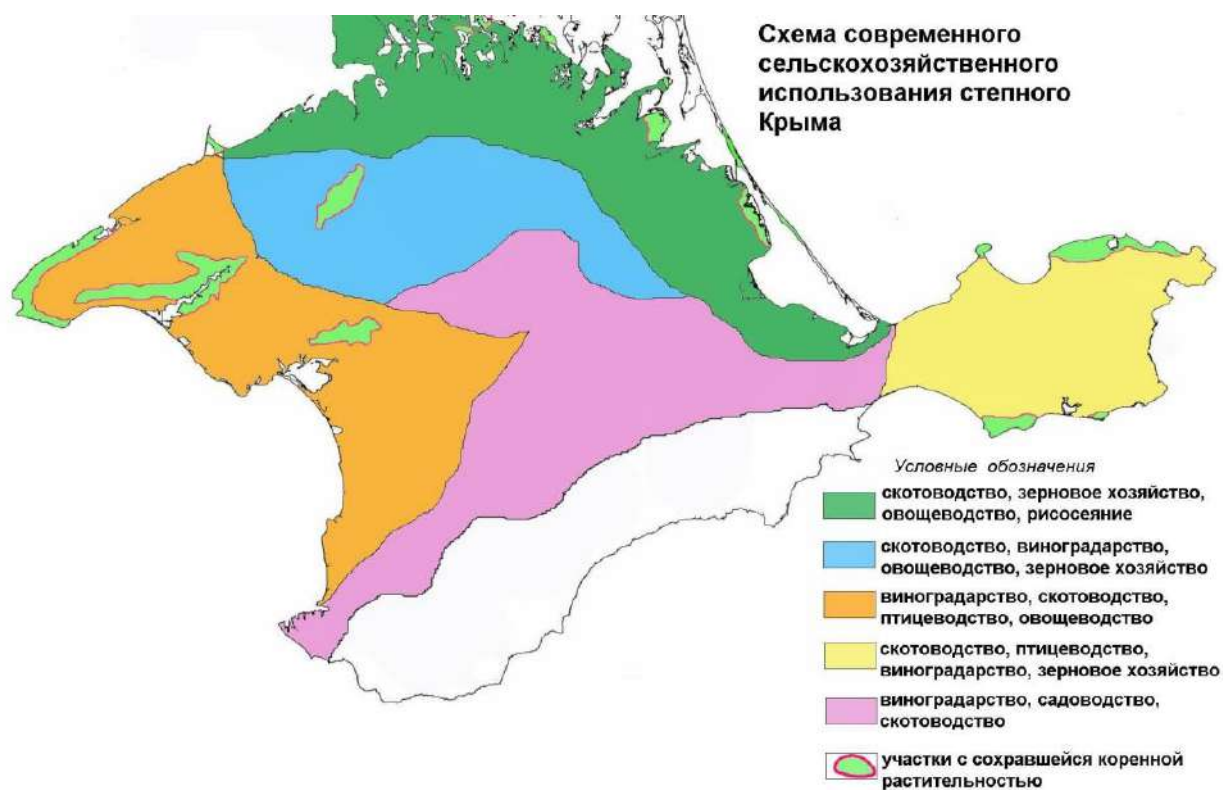 Схема современного
сельскохозяйственного
использования степного
Крыма
Условные обозначения
скотоводство, зерновое хозяйство,
овощеводство, рисосеяние
скотоводство, виноградарство,
овощеводство, зерновое хозяйство
виноградарство, скотоводство,
птицеводство, овощеводство
скотоводство, птицеводство,
виноградарство, зерновое хозяйство
виноградарство, садоводство,
скотоводство
участки с сохравшейся коренной
растительностью